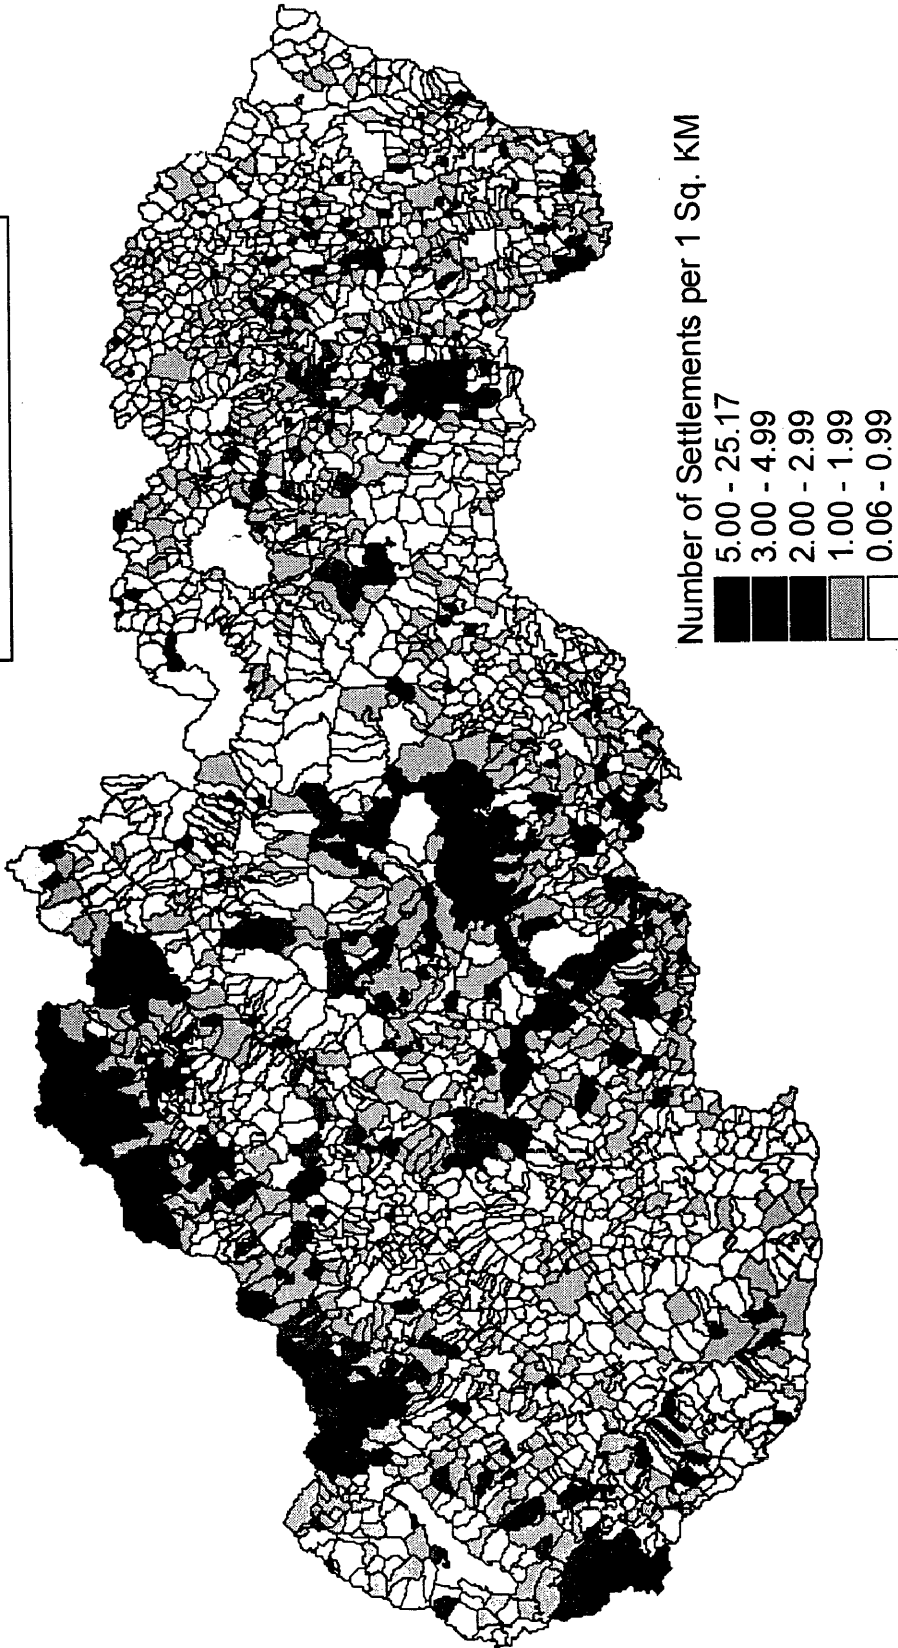 Number of Settlements per 1 Sq. KM
5.00 - 25.17
3.00 - 4.99
2.00 - 2.99
1.00 - 1.99
0.06 - 0.99